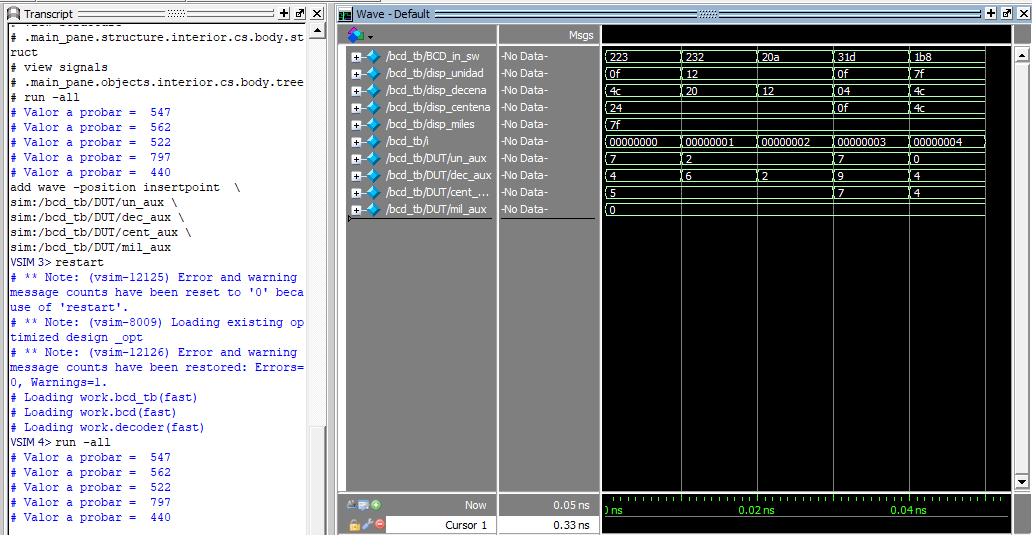 Transcript
# .main_pane.structure.interior.cs.body.st
ruct
# view signals
# .main_pane.objects.interior.cs.body.tree
# run -all
# Valor a probar =  547
# Valor a probar =  562
# Valor a probar =  522
# Valor a probar =  797
# Valor a probar =  440
add wave -position insertpoint  \
sim:/bcd_tb/DUT/un_aux \
sim:/bcd_tb/DUT/dec_aux \
sim:/bcd_tb/DUT/cent_aux \
sim:/bcd_tb/DUT/mil_aux
VSIM 3> restart
# ** Note: (vsim-12125) Error and warning
message counts have been reset to '0' beca
use of 'restart'.
# ** Note: (vsim-8009) Loading existing op
timized design _opt
# ** Note: (vsim-12126) Error and warning
message counts have been restored: Errors=
0, Warnings=1.
# Loading work.bcd_tb(fast)
# Loading work.bcd(fast)
# Loading work.decoder(fast)
VSIM 4> run -all
# Valor a probar =  547
# Valor a probar =  562
# Valor a probar =  522
# Valor a probar =  797
# Valor a probar =  440
Wave - Default
Msgs
/bcd_tb/BCD_in_sw -No Data- 223 232 20a 31d 1b8
/bcd_tb/disp_unidad -No Data- 0f 12 0f 7f
/bcd_tb/disp_decena -No Data- 4c 20 12 04 4c
/bcd_tb/disp_centena -No Data- 24 0f 4c
/bcd_tb/disp_miles -No Data- 7f
/bcd_tb/i -No Data- 00000000 00000001 00000002 00000003 00000004
/bcd_tb/DUT/un_aux -No Data- 7 2 7 0
/bcd_tb/DUT/dec_aux -No Data- 4 6 2 9 4
/bcd_tb/DUT/cent_... -No Data- 5 7 4
/bcd_tb/DUT/mil_aux -No Data- 0
Now 0.05 ns ns 0.02 ns 0.04 ns
Cursor 1 0.33 ns